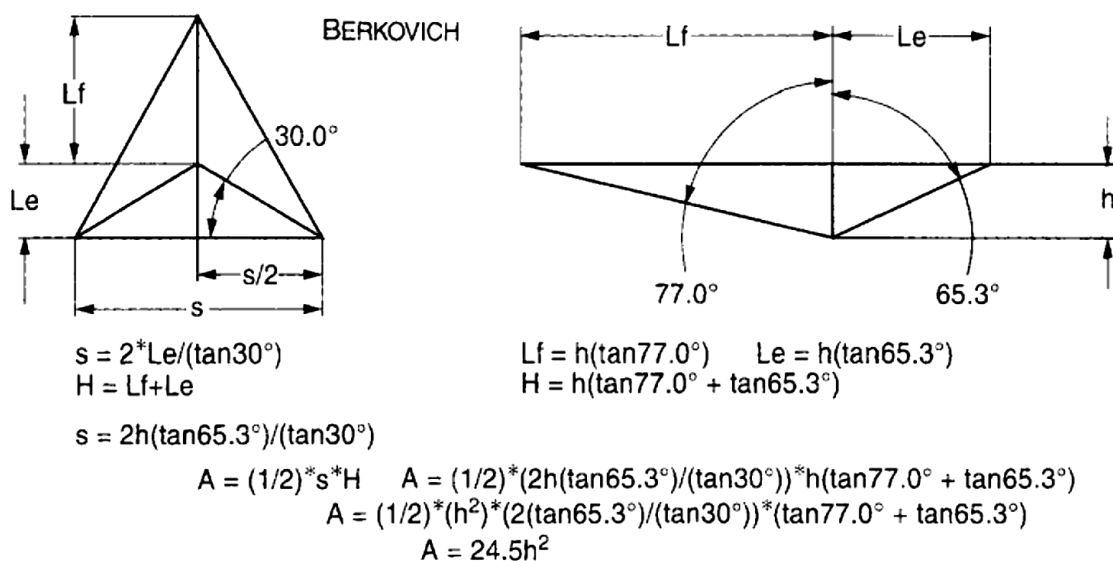 BERKOVICH
Lf
Le
Lf
30.0°
Le
h
s/2
s
77.0°
65.3°
s = 2*Le/(tan30°)
H = Lf+Le
Lf = h(tan77.0°) Le = h(tan65.3°)
H = h(tan77.0° + tan65.3°)
s = 2h(tan65.3°)/(tan30°)
A = (1/2)*s*H A = (1/2)*(2h(tan65.3°)/(tan30°))*h(tan77.0° + tan65.3°)
A = (1/2)*(h²)*(2(tan65.3°)/(tan30°))*(tan77.0° + tan65.3°)
A = 24.5h²